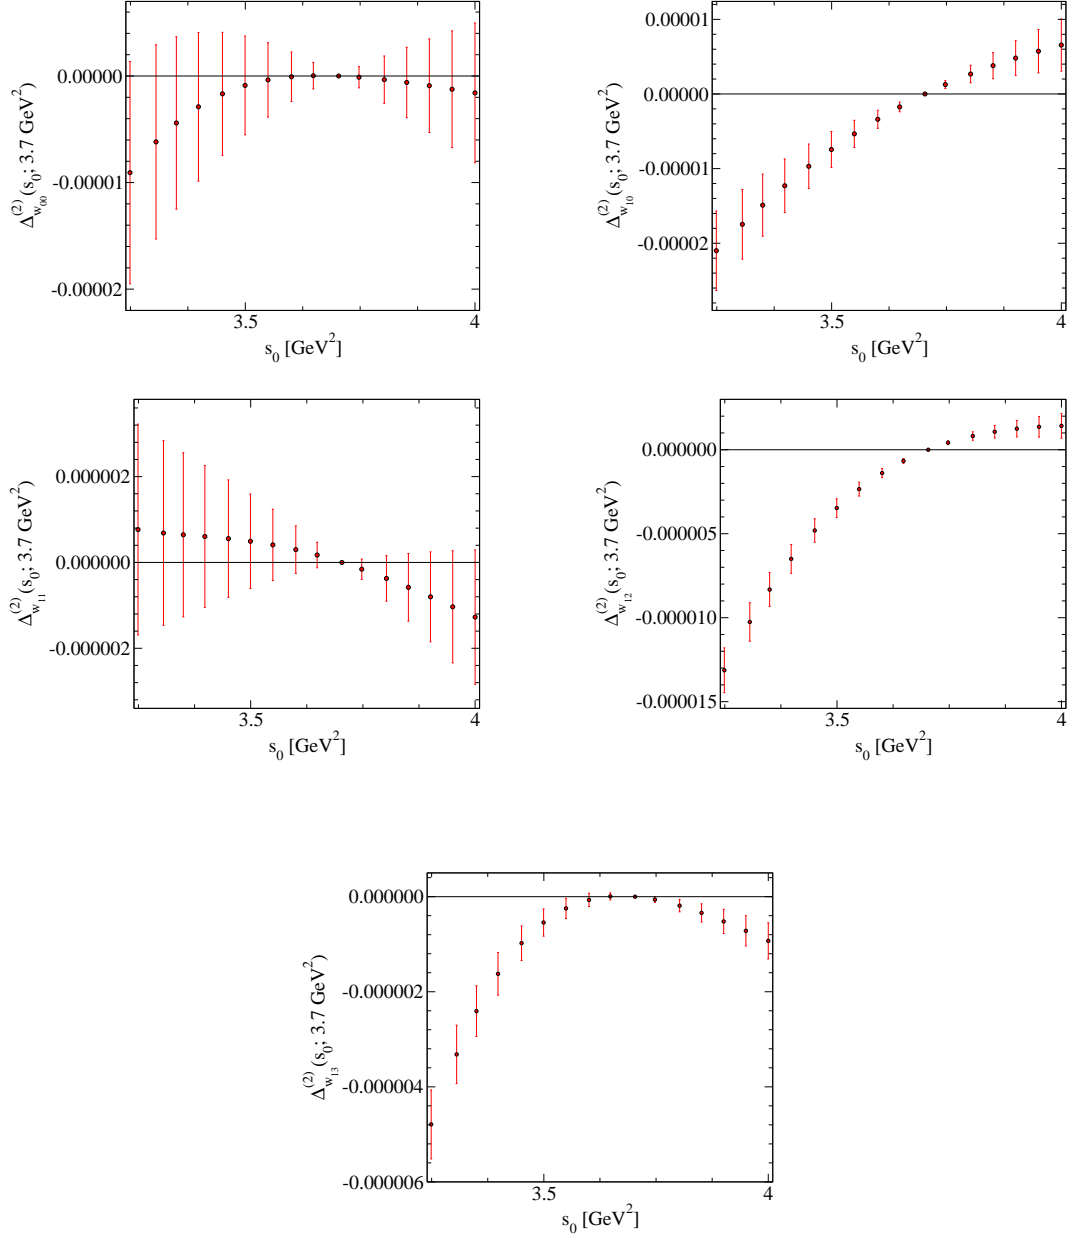 0.00000
-0.00001
-0.00002
Δ(2)w00(s0; 3.7 GeV2)
3.5
4
s0 [GeV2]
0.00001
0.00000
-0.00001
-0.00002
Δ(2)w10(s0; 3.7 GeV2)
3.5
4
s0 [GeV2]
0.000002
0.000000
-0.000002
Δ(2)w11(s0; 3.7 GeV2)
3.5
4
s0 [GeV2]
0.000000
-0.000005
-0.000010
-0.000015
Δ(2)w12(s0; 3.7 GeV2)
3.5
4
s0 [GeV2]
0.000000
-0.000002
-0.000004
-0.000006
Δ(2)w13(s0; 3.7 GeV2)
3.5
4
s0 [GeV2]